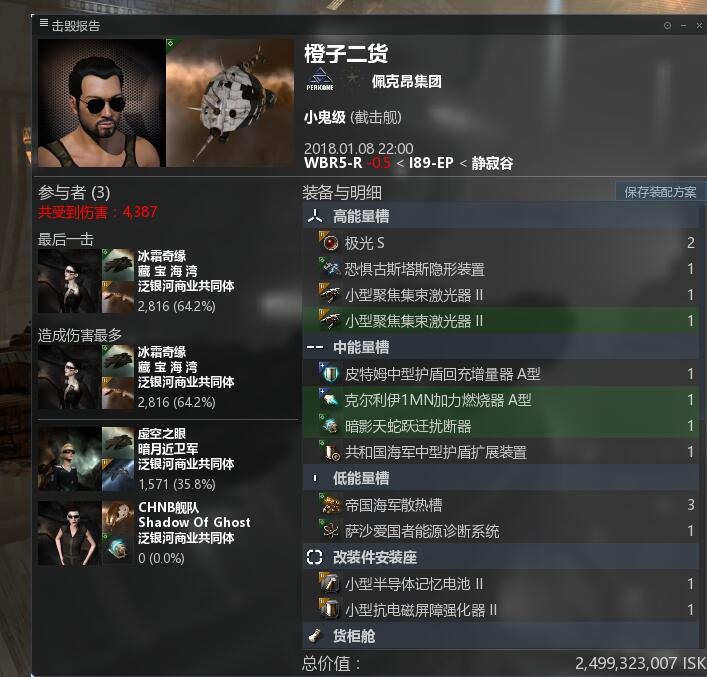 击毁报告
橙子二货
PERKONE
佩克昂集团
小鬼级 (截击舰)
2018.01.08 22:00
WBR5-R -0.5 < I89-EP < 静寂谷
参与者 (3)
共受到伤害：4,387
最后一击
冰霜奇缘
藏 宝 海 湾
泛银河商业共同体
2,816 (64.2%)
造成伤害最多
冰霜奇缘
藏 宝 海 湾
泛银河商业共同体
2,816 (64.2%)
虚空之眼
暗月近卫军
泛银河商业共同体
1,571 (35.8%)
CHNB舰队
Shadow Of Ghost
泛银河商业共同体
0 (0.0%)
装备与明细
保存装配方案
高能量槽
极光 S 2
恐惧古斯塔斯隐形装置 1
小型聚焦集束激光器 II 1
小型聚焦集束激光器 II 1
中能量槽
皮特姆中型护盾回充增量器 A型 1
克尔利伊1MN加力燃烧器 A型 1
暗影天蛇跃迁扰断器 1
共和国海军中型护盾扩展装置 1
低能量槽
帝国海军散热槽 3
萨沙爱国者能源诊断系统 1
改装件安装座
小型半导体记忆电池 II 1
小型抗电磁屏障强化器 II 1
货柜舱
总价值： 2,499,323,007 ISK